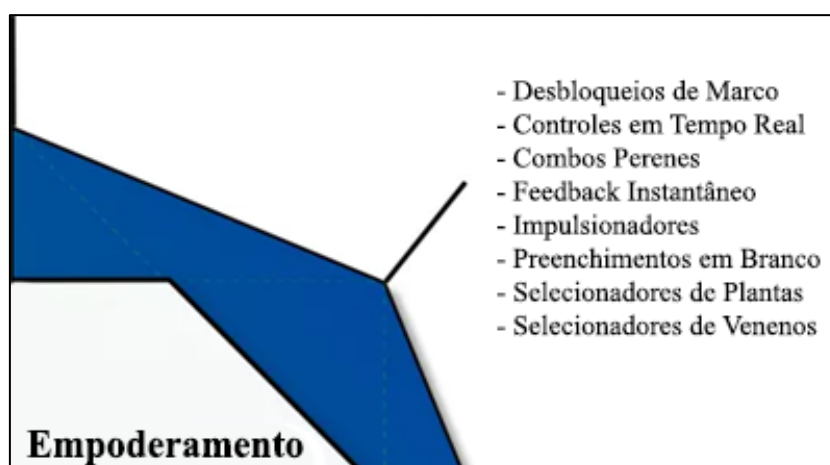 - Desbloqueios de Marco
- Controles em Tempo Real
- Combos Perenes
- Feedback Instantâneo
- Impulsionadores
- Preenchimentos em Branco
- Selecionadores de Plantas
- Selecionadores de Venenos
Empoderamento